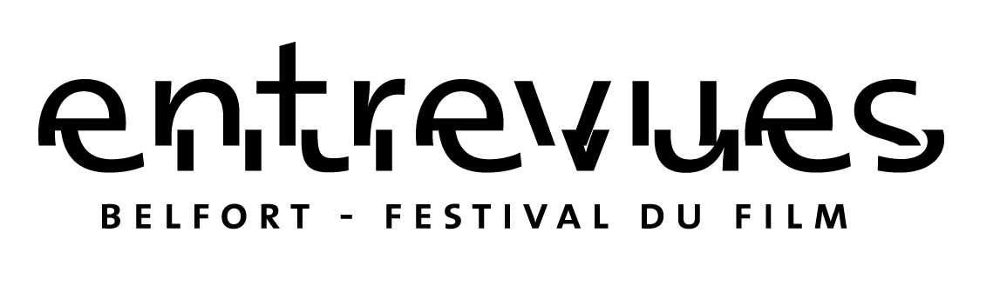 entrevues
BELFORT - FESTIVAL DU FILM